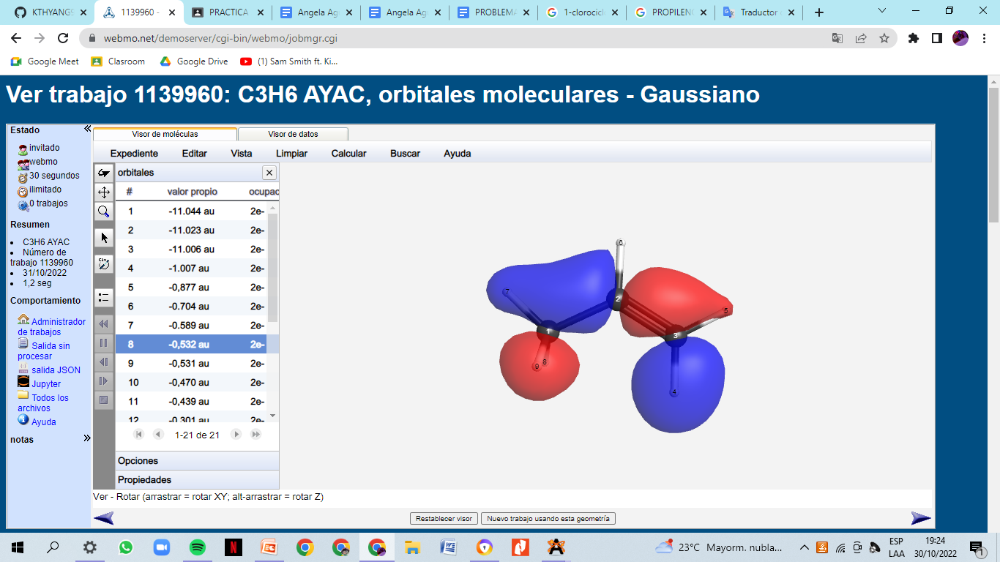 KTHYANG5
1139960 -
PRACTICA
Angela Ag
Angela Ag
PROBLEMA
1-clorocicl
PROPILENO
Traductor
webmo.net/demoserver/cgi-bin/webmo/jobmgr.cgi
Google Meet
Clasroom
Google Drive
(1) Sam Smith ft. Ki...
Ver trabajo 1139960: C3H6 AYAC, orbitales moleculares - Gaussiano
Estado
invitado
webmo
30 segundos
ilimitado
0 trabajos
Resumen
C3H6 AYAC
Número de
trabajo 1139960
31/10/2022
1,2 seg
Comportamiento
Administrador
de trabajos
Salida sin
procesar
salida JSON
Jupyter
Todos los
archivos
Ayuda
notas
Visor de moléculas
Visor de datos
Expediente Editar Vista Limpiar Calcular Buscar Ayuda
orbitales
# valor propio ocupac
1 -11.044 au 2e-
2 -11.023 au 2e-
3 -11.006 au 2e-
4 -1.007 au 2e-
5 -0,877 au 2e-
6 -0.704 au 2e-
7 -0.589 au 2e-
8 -0,532 au 2e-
9 -0,531 au 2e-
10 -0,470 au 2e-
11 -0,439 au 2e-
12 -0.301 au 2e-
1-21 de 21
Opciones
Propiedades
6
7
2
5
1
3
8
9
4
Ver - Rotar (arrastrar = rotar XY; alt-arrastrar = rotar Z)
Restablecer visor
Nuevo trabajo usando esta geometría
23°C Mayorm. nubla...
ESP
LAA
19:24
30/10/2022
1